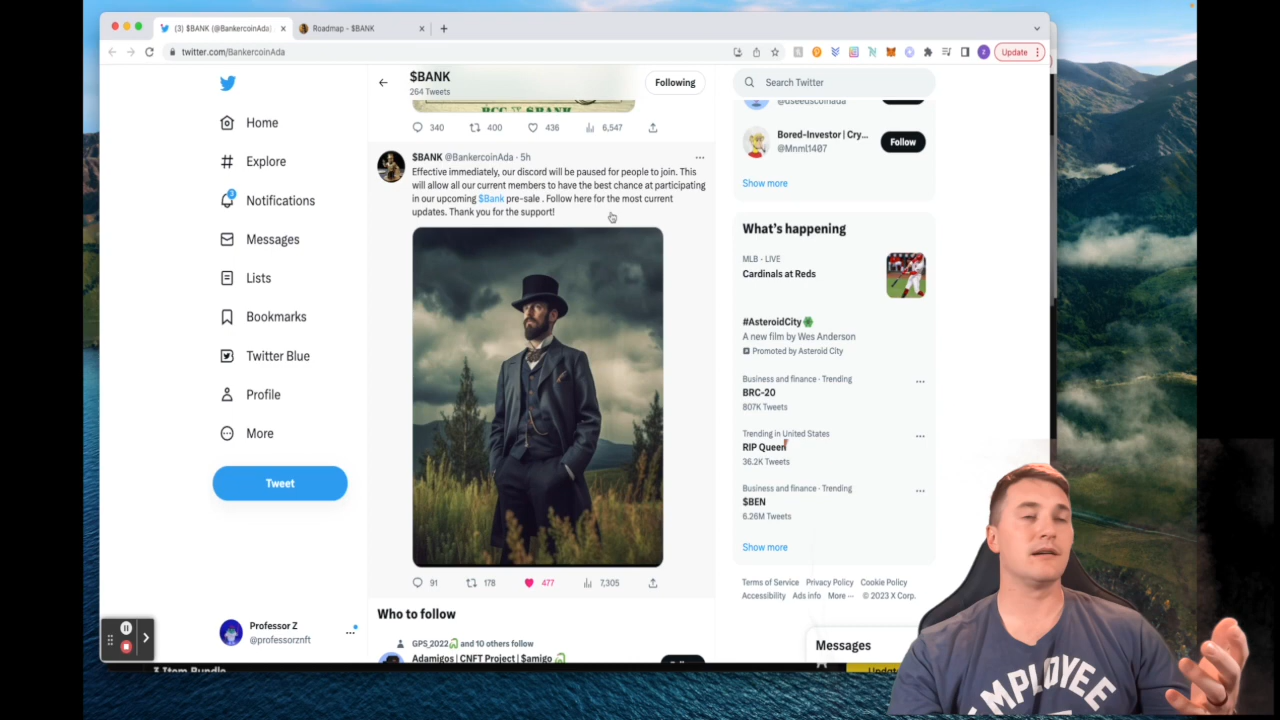 (3) $BANK (@BankercoinAda)
Roadmap - $BANK
twitter.com/BankercoinAda
Update
Home
Explore
3
Notifications
Messages
Lists
Bookmarks
Twitter Blue
Profile
More
Tweet
Professor Z
@professorznft
$BANK
264 Tweets
Following
340
400
436
6,547
$BANK @BankercoinAda · 5h
Effective immediately, our discord will be paused for people to join. This
will allow all our current members to have the best chance at participating
in our upcoming $Bank pre-sale . Follow here for the most current
updates. Thank you for the support!
91
178
477
7,305
Who to follow
GPS_2022 and 10 others follow
Adamigos | CNFT Project | $amigo
Search Twitter
@dseedscoinada
Bored-Investor | Cry...
@Mnml1407
Follow
Show more
What's happening
MLB · LIVE
Cardinals at Reds
#AsteroidCity
A new film by Wes Anderson
Promoted by Asteroid City
Business and finance · Trending
BRC-20
807K Tweets
Trending in United States
RIP Queen
36.2K Tweets
Business and finance · Trending
$BEN
6.26M Tweets
Show more
Terms of Service Privacy Policy Cookie Policy
Accessibility Ads info More ··· © 2023 X Corp.
Messages
3 Item Bundle
EMPLOYEE